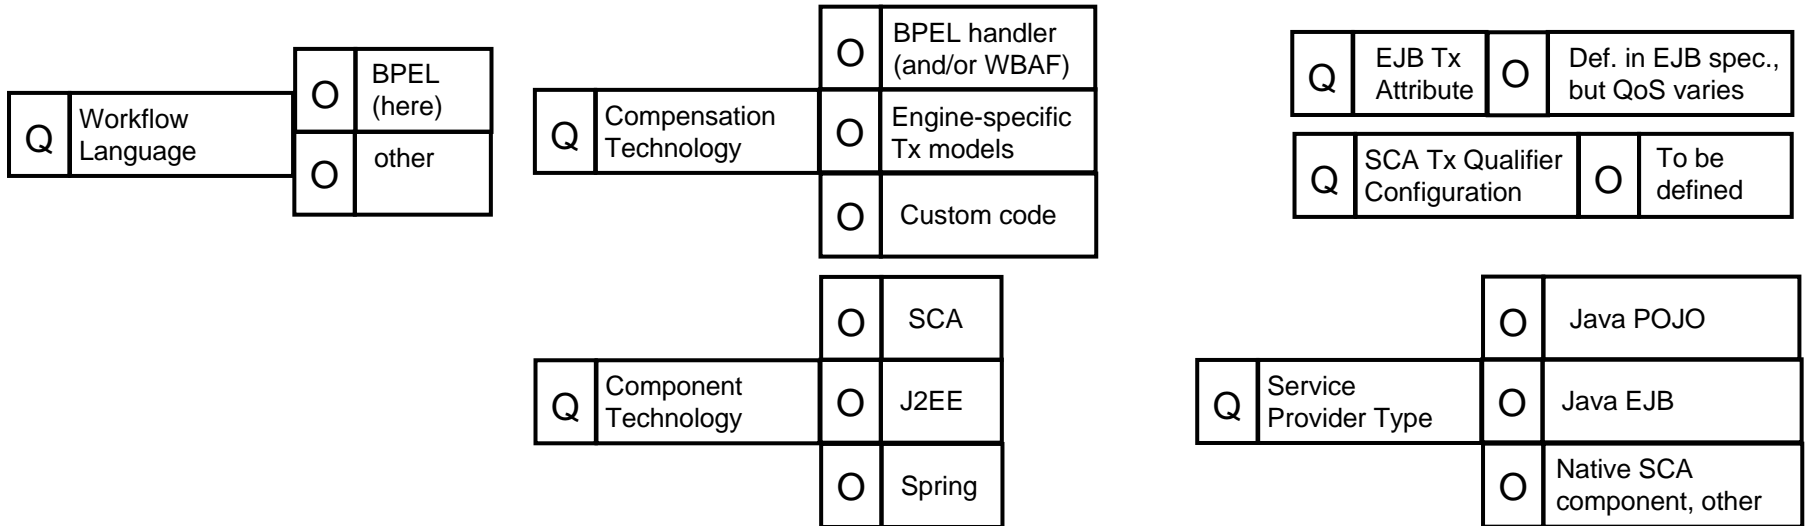 Q
Workflow
Language
O
BPEL
(here)
O
other
Q
Compensation
Technology
O
BPEL handler
(and/or WBAF)
O
Engine-specific
Tx models
O
Custom code
Q
EJB Tx
Attribute
O
Def. in EJB spec.,
but QoS varies
Q
SCA Tx Qualifier
Configuration
O
To be
defined
Q
Component
Technology
O
SCA
O
J2EE
O
Spring
Q
Service
Provider Type
O
Java POJO
O
Java EJB
O
Native SCA
component, other